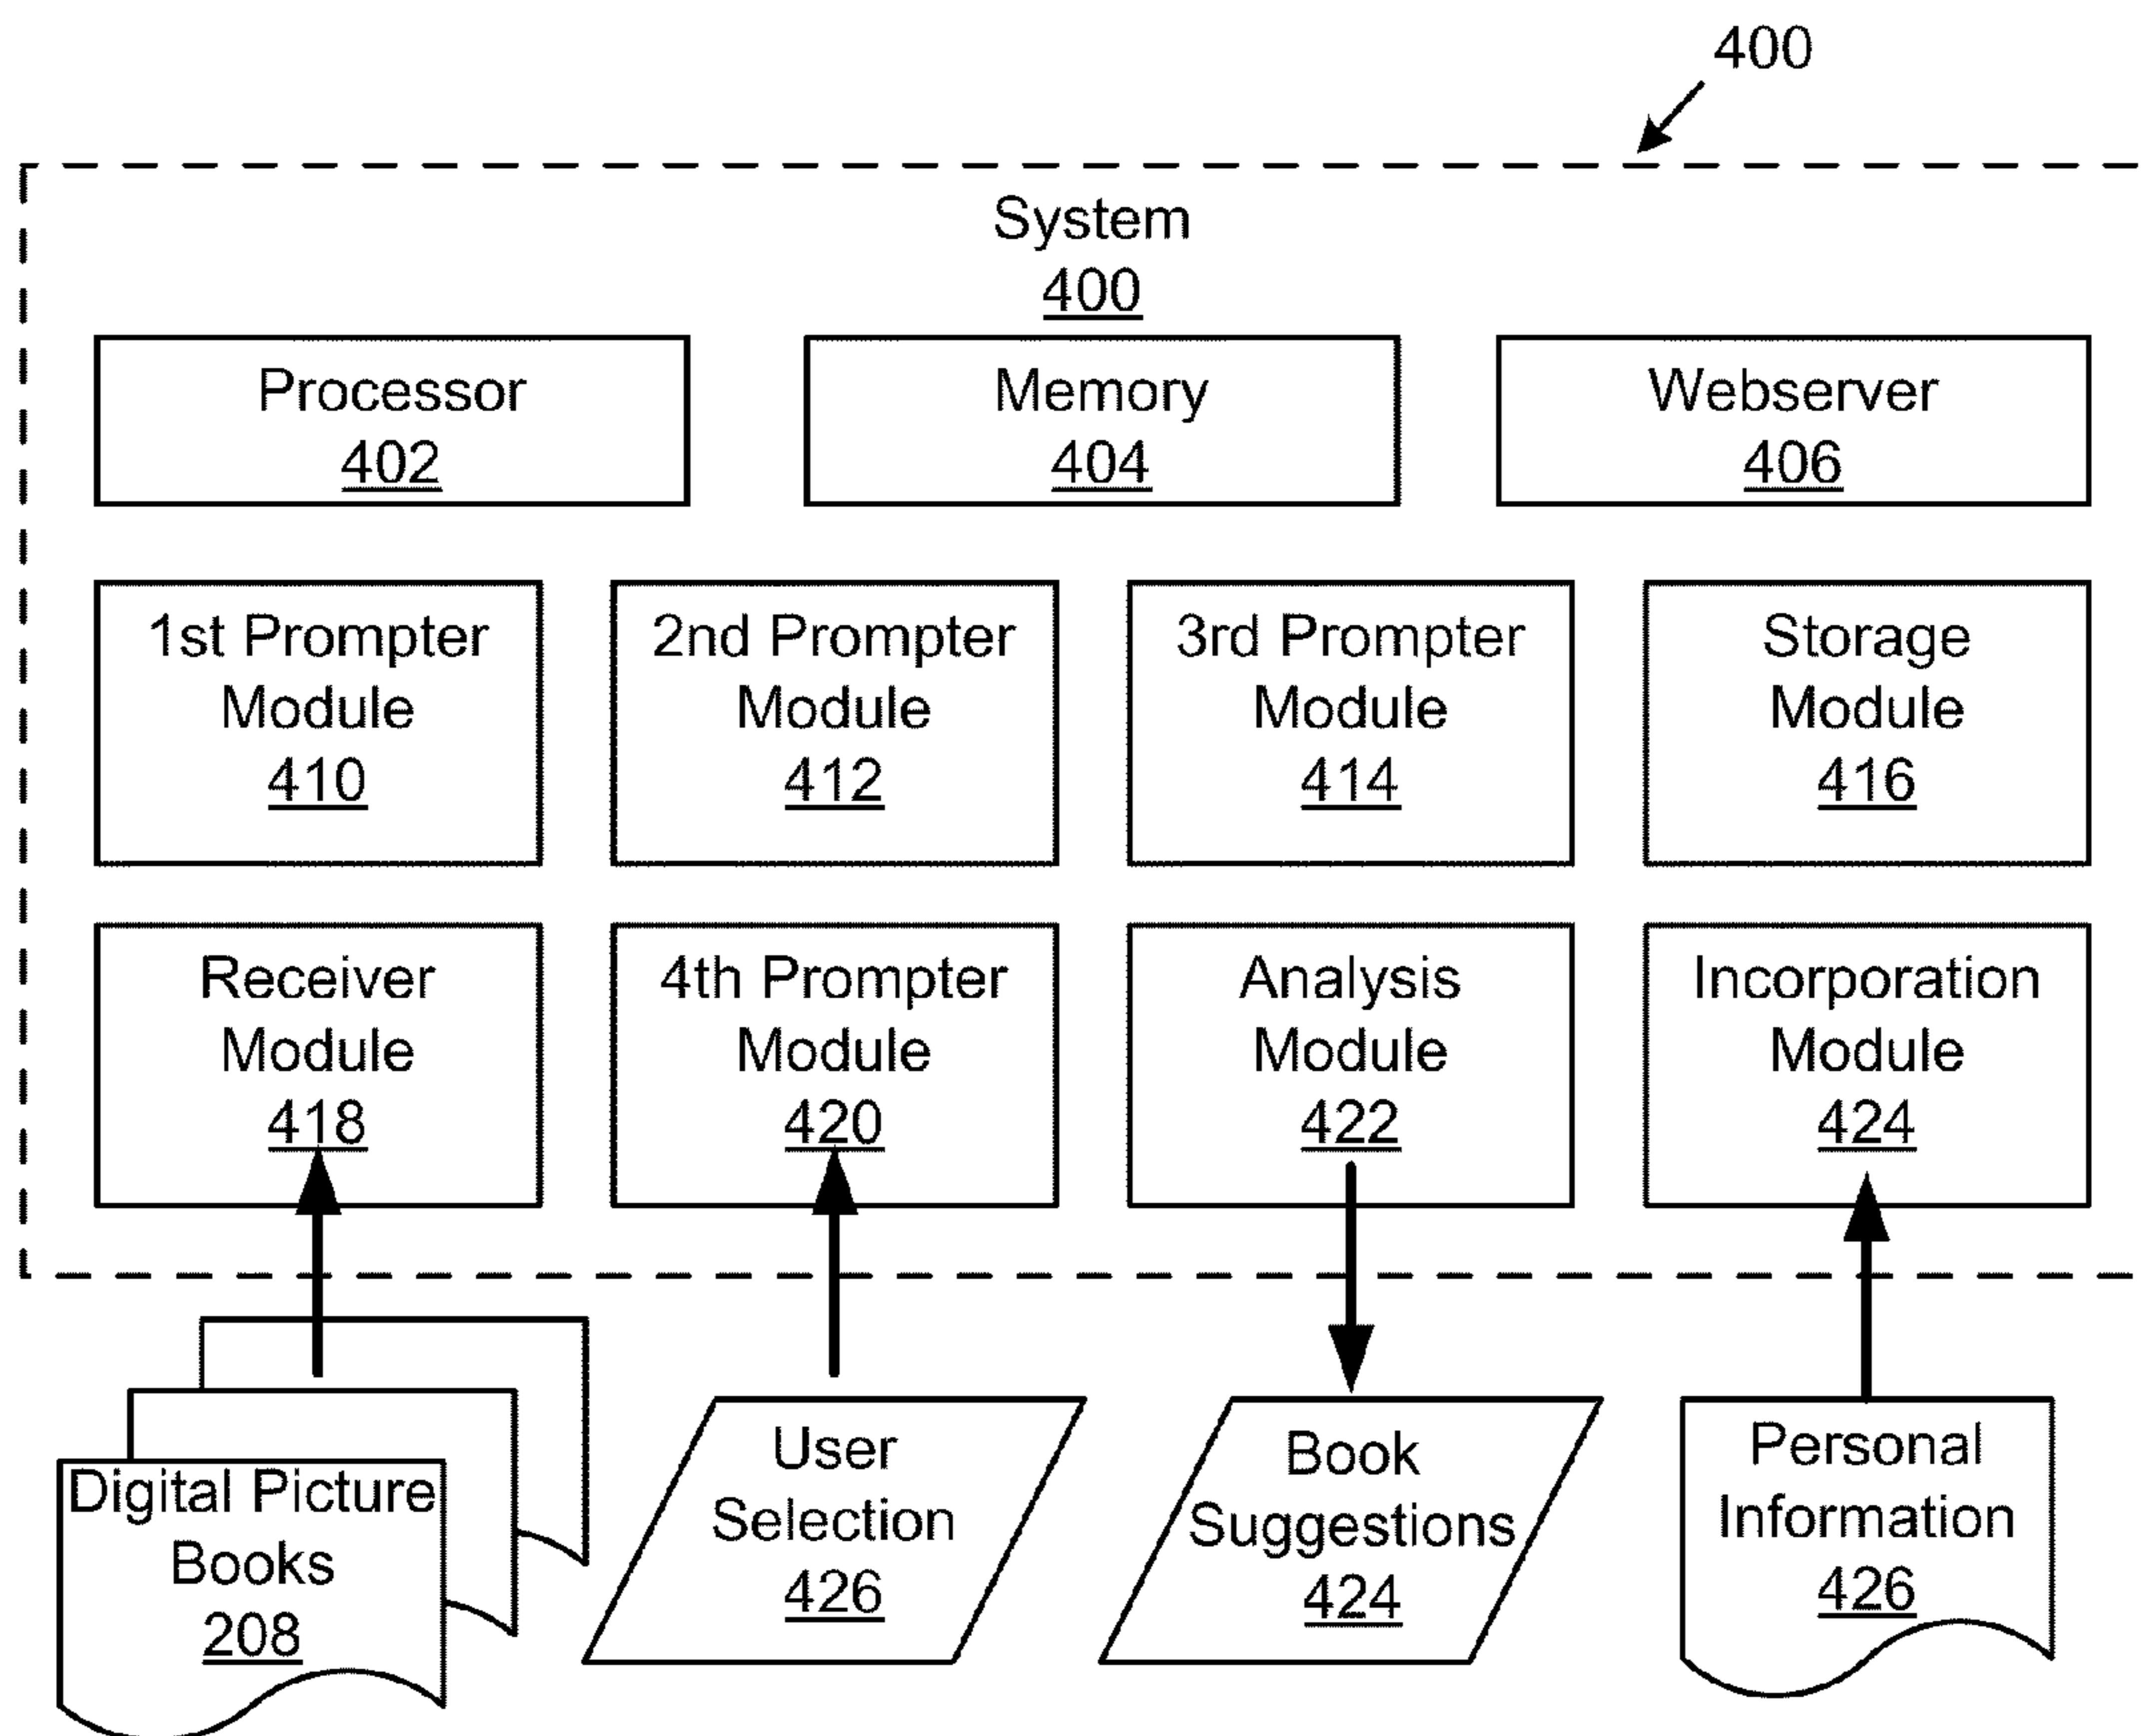 400
System
400
Processor
402
Memory
404
Webserver
406
1st Prompter
Module
410
2nd Prompter
Module
412
3rd Prompter
Module
414
Storage
Module
416
Receiver
Module
418
4th Prompter
Module
420
Analysis
Module
422
Incorporation
Module
424
Digital Picture
Books
208
User
Selection
426
Book
Suggestions
424
Personal
Information
426